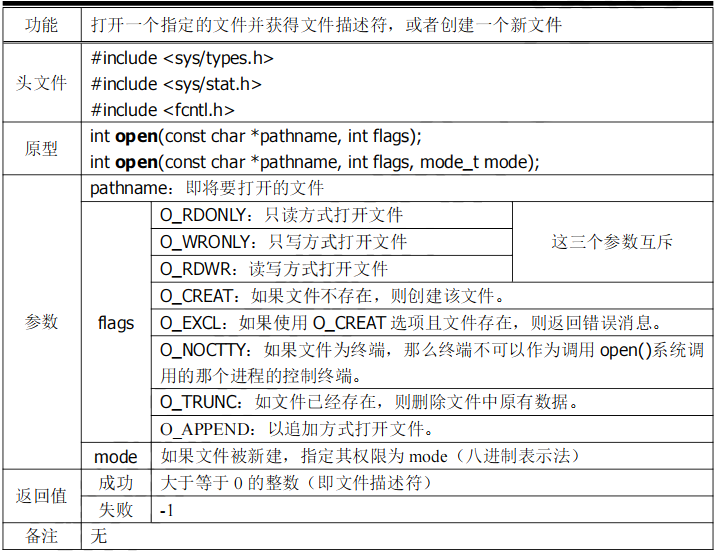 功能 打开一个指定的文件并获得文件描述符，或者创建一个新文件
头文件
#include <sys/types.h>
#include <sys/stat.h>
#include <fcntl.h>
原型
int open(const char *pathname, int flags);
int open(const char *pathname, int flags, mode_t mode);
参数
pathname：即将要打开的文件
flags
O_RDONLY：只读方式打开文件
O_WRONLY：只写方式打开文件
O_RDWR：读写方式打开文件
这三个参数互斥
O_CREAT：如果文件不存在，则创建该文件。
O_EXCL：如果使用 O_CREAT 选项且文件存在，则返回错误消息。
O_NOCTTY：如果文件为终端，那么终端不可以作为调用 open()系统调
用的那个进程的控制终端。
O_TRUNC：如文件已经存在，则删除文件中原有数据。
O_APPEND：以追加方式打开文件。
mode 如果文件被新建，指定其权限为 mode（八进制表示法）
返回值
成功 大于等于 0 的整数（即文件描述符）
失败 -1
备注 无